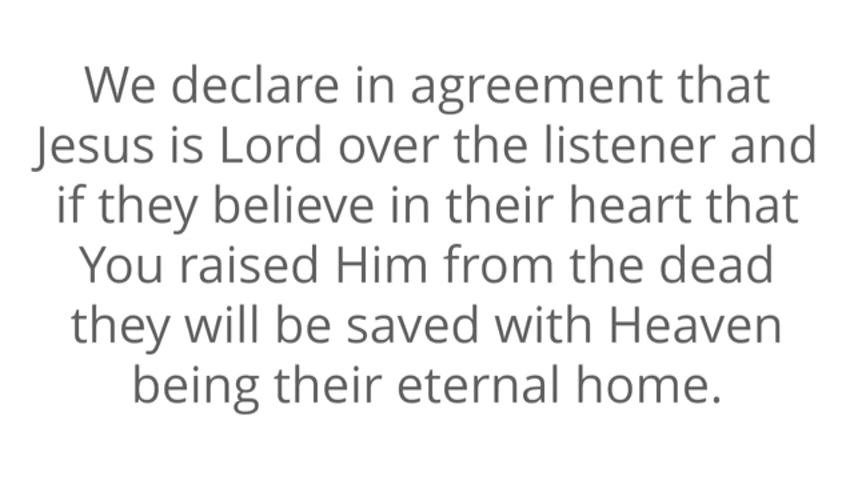 We declare in agreement that
Jesus is Lord over the listener and
if they believe in their heart that
You raised Him from the dead
they will be saved with Heaven
being their eternal home.